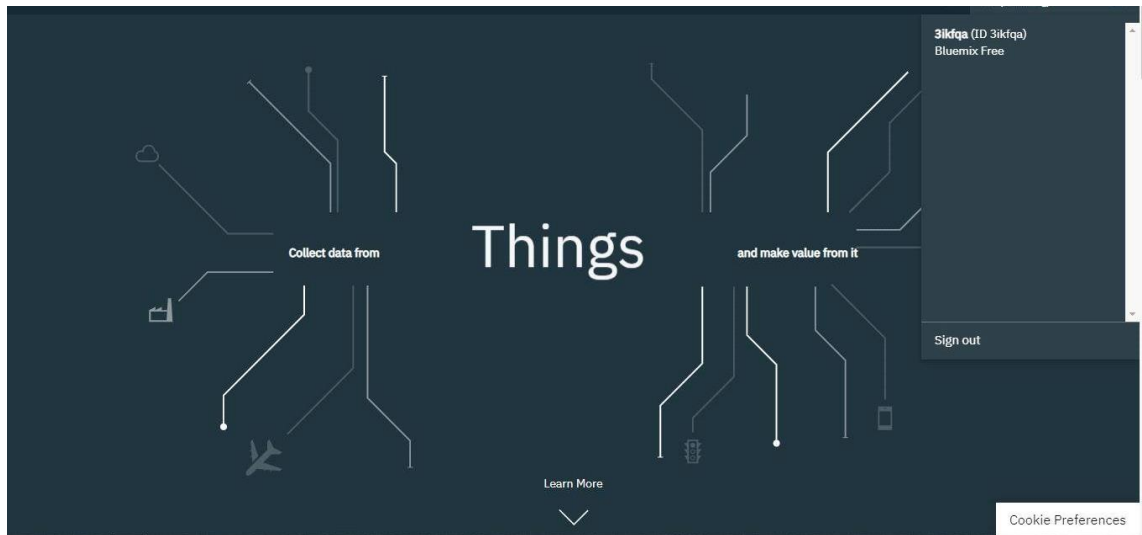 3ikfqa (ID 3ikfqa)
Bluemix Free
Collect data from
Things
and make value from it
Sign out
Learn More
Cookie Preferences